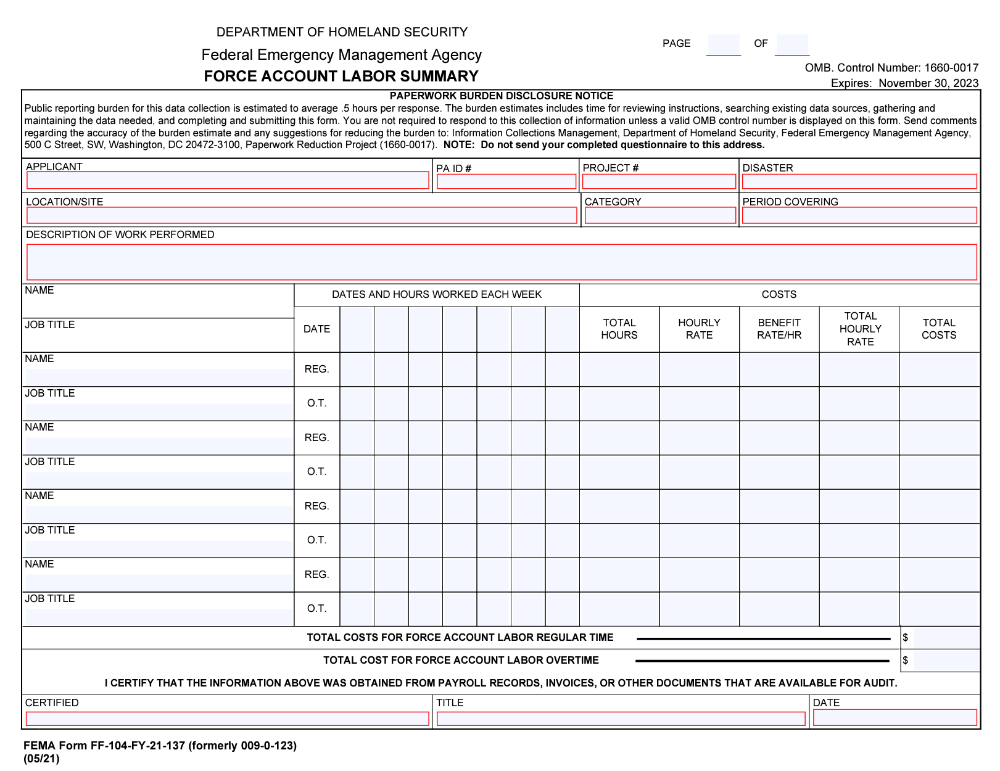 DEPARTMENT OF HOMELAND SECURITY
Federal Emergency Management Agency
FORCE ACCOUNT LABOR SUMMARY
PAGE OF
OMB. Control Number: 1660-0017
Expires: November 30, 2023
PAPERWORK BURDEN DISCLOSURE NOTICE
Public reporting burden for this data collection is estimated to average .5 hours per response. The burden estimates includes time for reviewing instructions, searching existing data sources, gathering and
maintaining the data needed, and completing and submitting this form. You are not required to respond to this collection of information unless a valid OMB control number is displayed on this form. Send comments
regarding the accuracy of the burden estimate and any suggestions for reducing the burden to: Information Collections Management, Department of Homeland Security, Federal Emergency Management Agency,
500 C Street, SW, Washington, DC 20472-3100, Paperwork Reduction Project (1660-0017). NOTE: Do not send your completed questionnaire to this address.
APPLICANT PA ID # PROJECT # DISASTER
LOCATION/SITE CATEGORY PERIOD COVERING
DESCRIPTION OF WORK PERFORMED
NAME DATES AND HOURS WORKED EACH WEEK COSTS
JOB TITLE DATE
TOTAL HOURS
HOURLY RATE
BENEFIT RATE/HR
TOTAL HOURLY RATE
TOTAL COSTS
NAME REG.
JOB TITLE O.T.
NAME REG.
JOB TITLE O.T.
NAME REG.
JOB TITLE O.T.
NAME REG.
JOB TITLE O.T.
TOTAL COSTS FOR FORCE ACCOUNT LABOR REGULAR TIME $
TOTAL COST FOR FORCE ACCOUNT LABOR OVERTIME $
I CERTIFY THAT THE INFORMATION ABOVE WAS OBTAINED FROM PAYROLL RECORDS, INVOICES, OR OTHER DOCUMENTS THAT ARE AVAILABLE FOR AUDIT.
CERTIFIED TITLE DATE
FEMA Form FF-104-FY-21-137 (formerly 009-0-123)
(05/21)